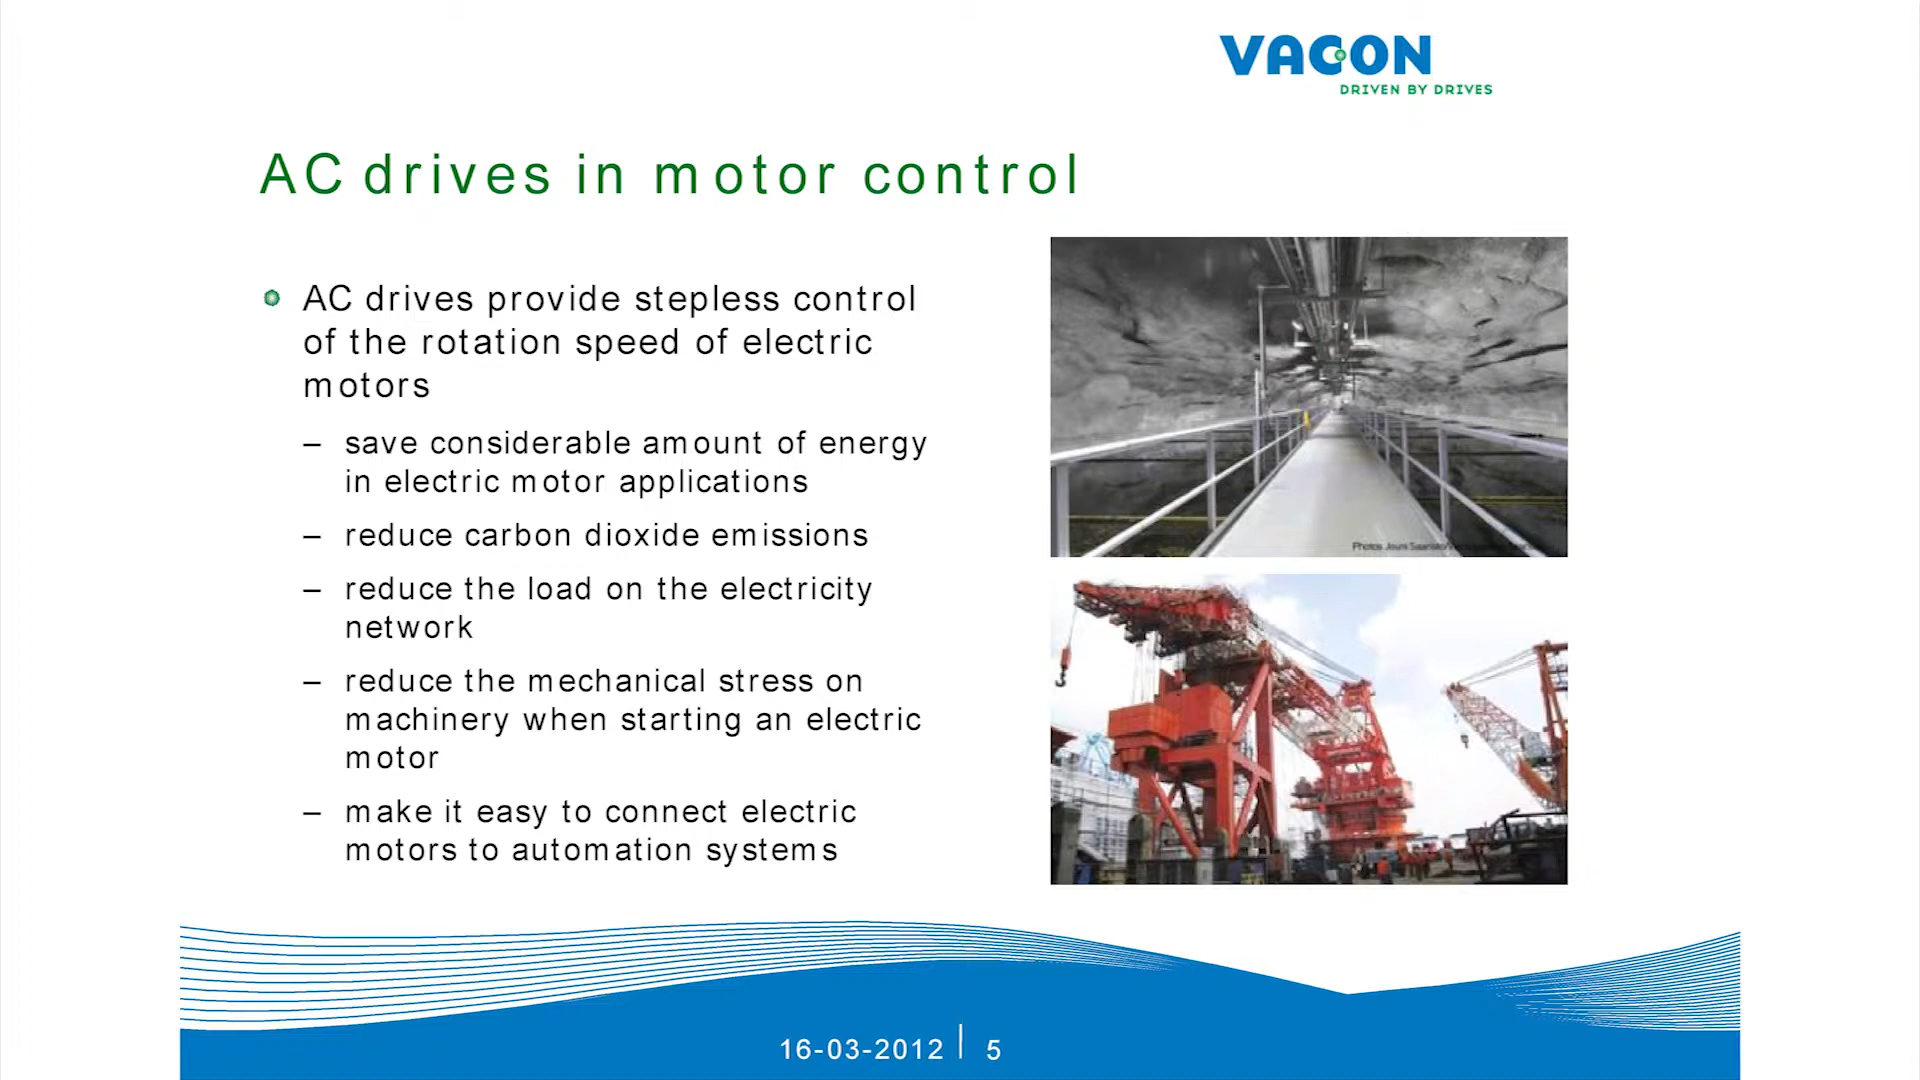 VACON
DRIVEN BY DRIVES
AC drives in motor control
AC drives provide stepless control
of the rotation speed of electric
motors
– save considerable amount of energy
in electric motor applications
– reduce carbon dioxide emissions
– reduce the load on the electricity
network
– reduce the mechanical stress on
machinery when starting an electric
motor
– make it easy to connect electric
motors to automation systems
Photos Jouni Saaristo
16-03-2012 | 5